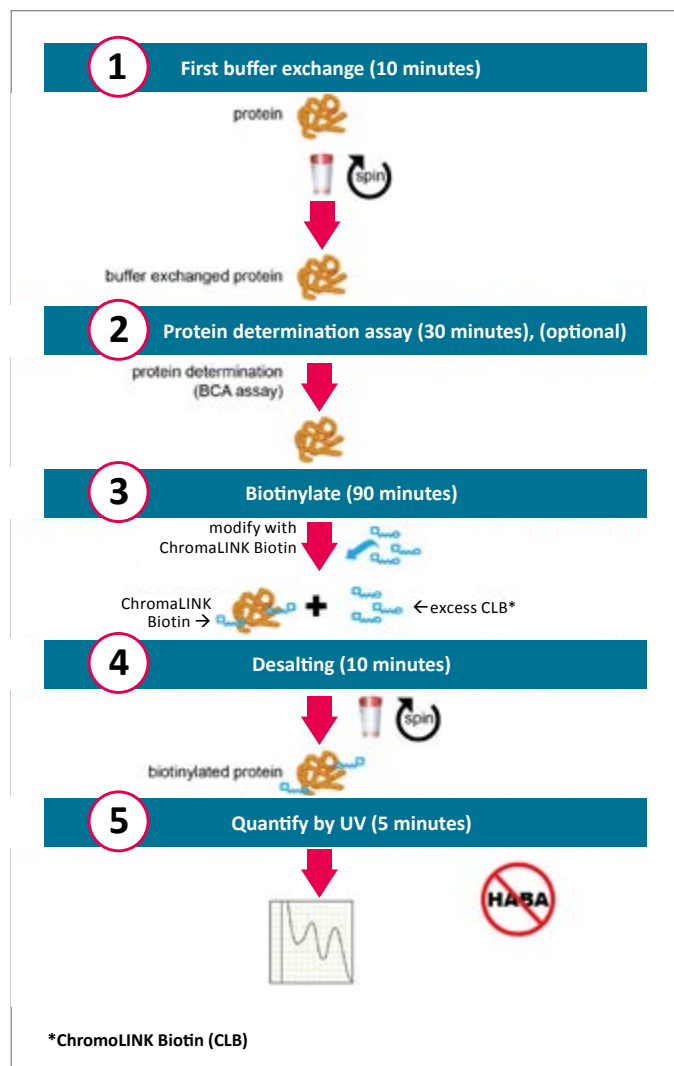 1 First buffer exchange (10 minutes)
protein
spin
buffer exchanged protein
2 Protein determination assay (30 minutes), (optional)
protein determination
(BCA assay)
3 Biotinylate (90 minutes)
modify with
ChromaLINK Biotin
ChromaLINK
Biotin →
+
←excess CLB*
4 Desalting (10 minutes)
spin
biotinylated protein
5 Quantify by UV (5 minutes)
HABA
*ChromoLINK Biotin (CLB)